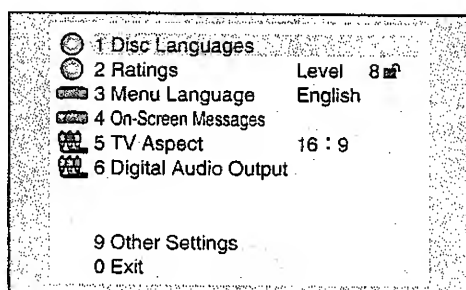 1 Disc Languages
2 Ratings Level 8
3 Menu Language English
4 On-Screen Messages
5 TV Aspect 16 : 9
6 Digital Audio Output
9 Other Settings
0 Exit